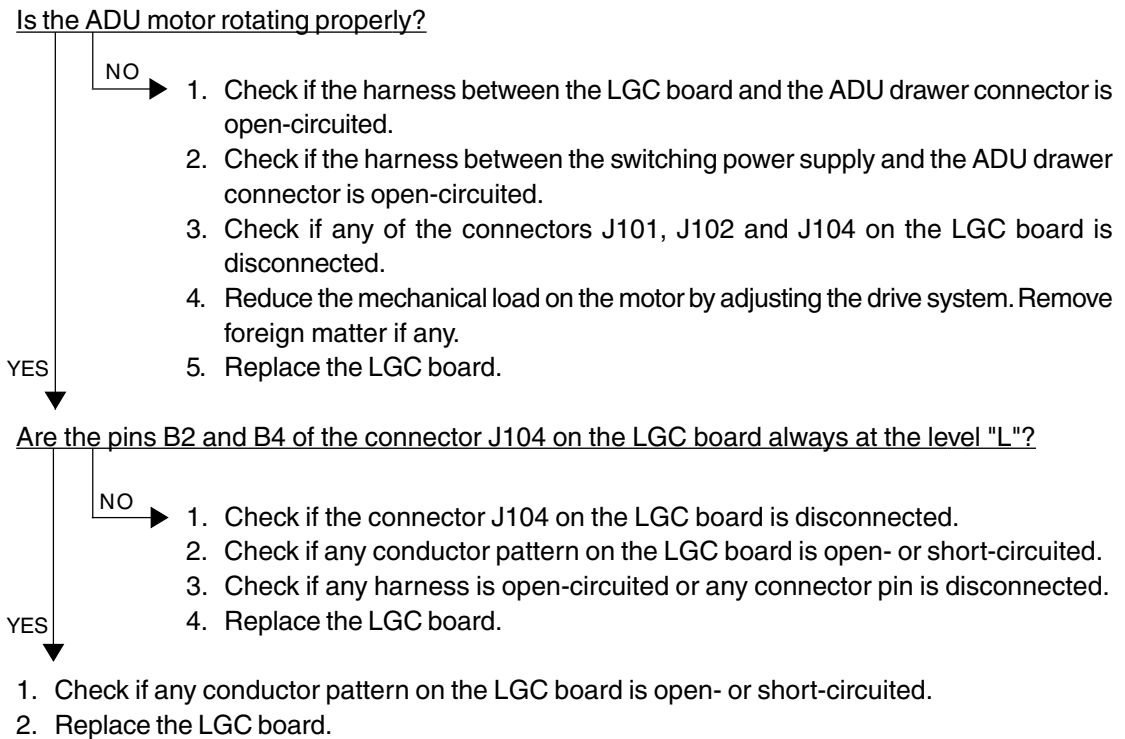 Is the ADU motor rotating properly?
NO
1. Check if the harness between the LGC board and the ADU drawer connector is
open-circuited.
2. Check if the harness between the switching power supply and the ADU drawer
connector is open-circuited.
3. Check if any of the connectors J101, J102 and J104 on the LGC board is
disconnected.
4. Reduce the mechanical load on the motor by adjusting the drive system. Remove
foreign matter if any.
5. Replace the LGC board.
YES
Are the pins B2 and B4 of the connector J104 on the LGC board always at the level "L"?
NO
1. Check if the connector J104 on the LGC board is disconnected.
2. Check if any conductor pattern on the LGC board is open- or short-circuited.
3. Check if any harness is open-circuited or any connector pin is disconnected.
4. Replace the LGC board.
YES
1. Check if any conductor pattern on the LGC board is open- or short-circuited.
2. Replace the LGC board.